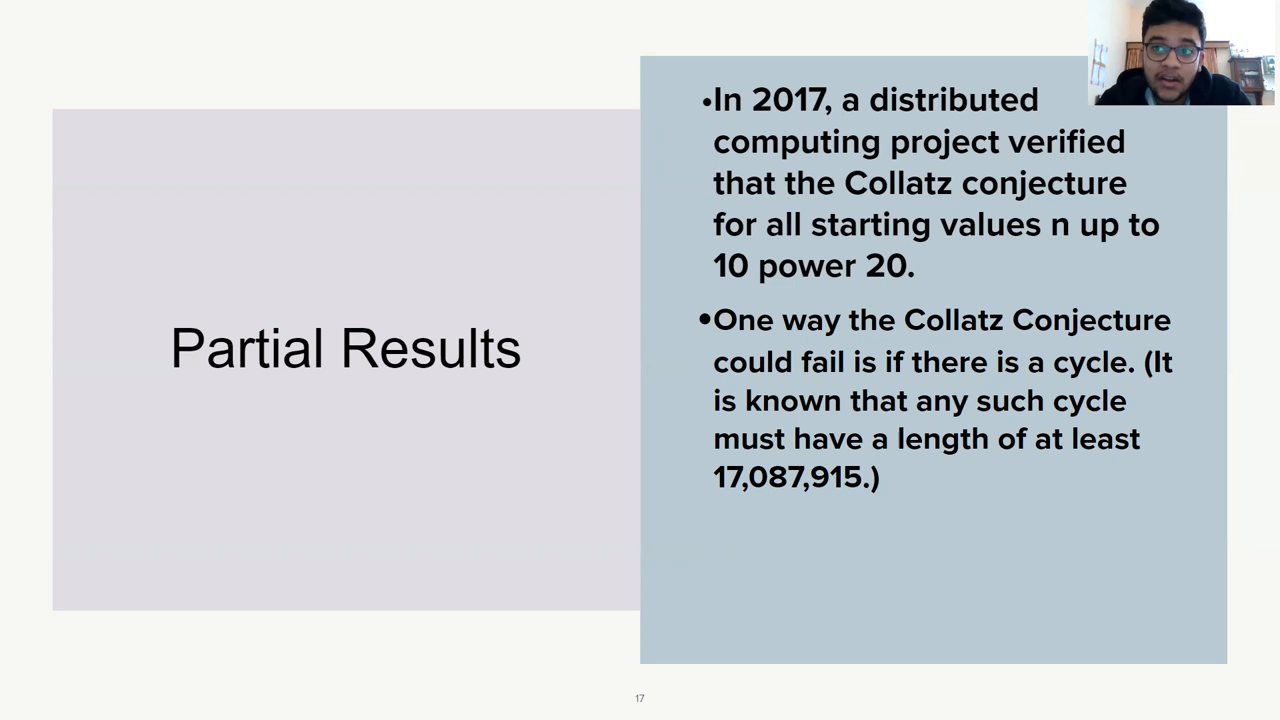 Partial Results
•In 2017, a distributed
computing project verified
that the Collatz conjecture
for all starting values n up to
10 power 20.
•One way the Collatz Conjecture
could fail is if there is a cycle. (It
is known that any such cycle
must have a length of at least
17,087,915.)
17